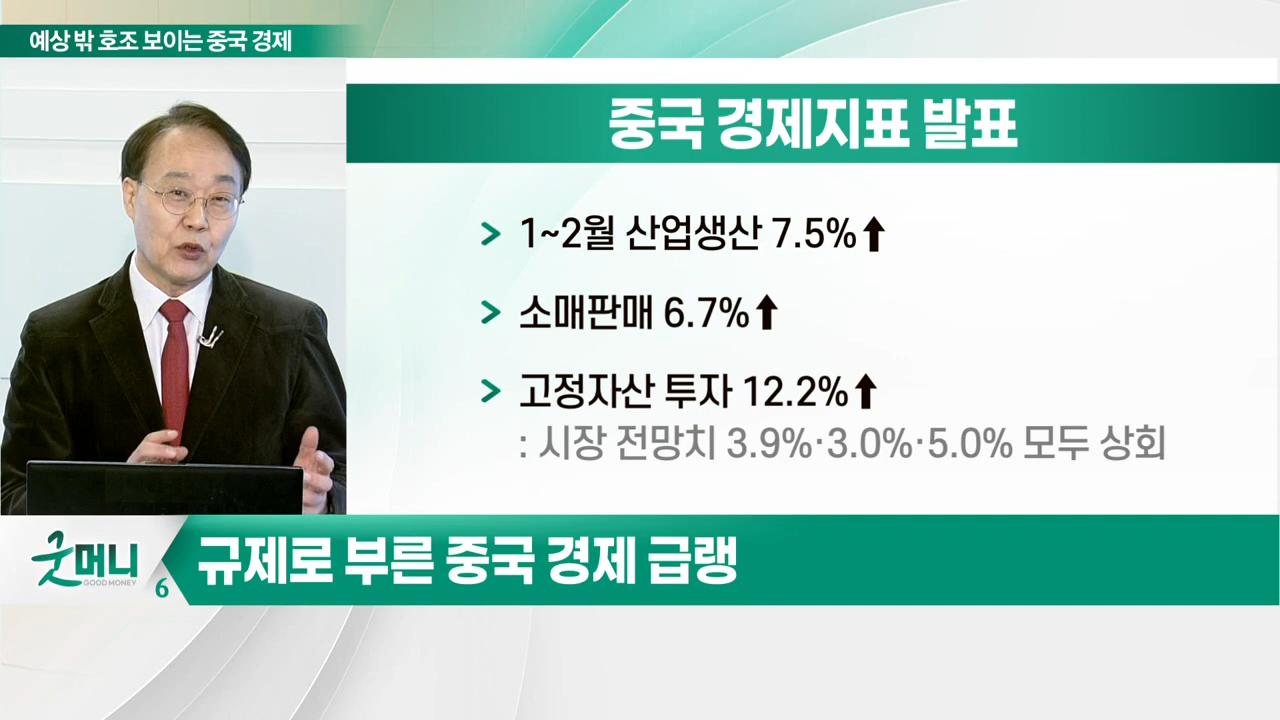 예상 밖 호조 보이는 중국 경제
중국 경제지표 발표
> 1~2월 산업생산 7.5%⬆
> 소매판매 6.7%⬆
> 고정자산 투자 12.2%⬆
: 시장 전망치 3.9%·3.0%·5.0% 모두 상회
굿머니
GOOD MONEY
6
규제로 부른 중국 경제 급랭